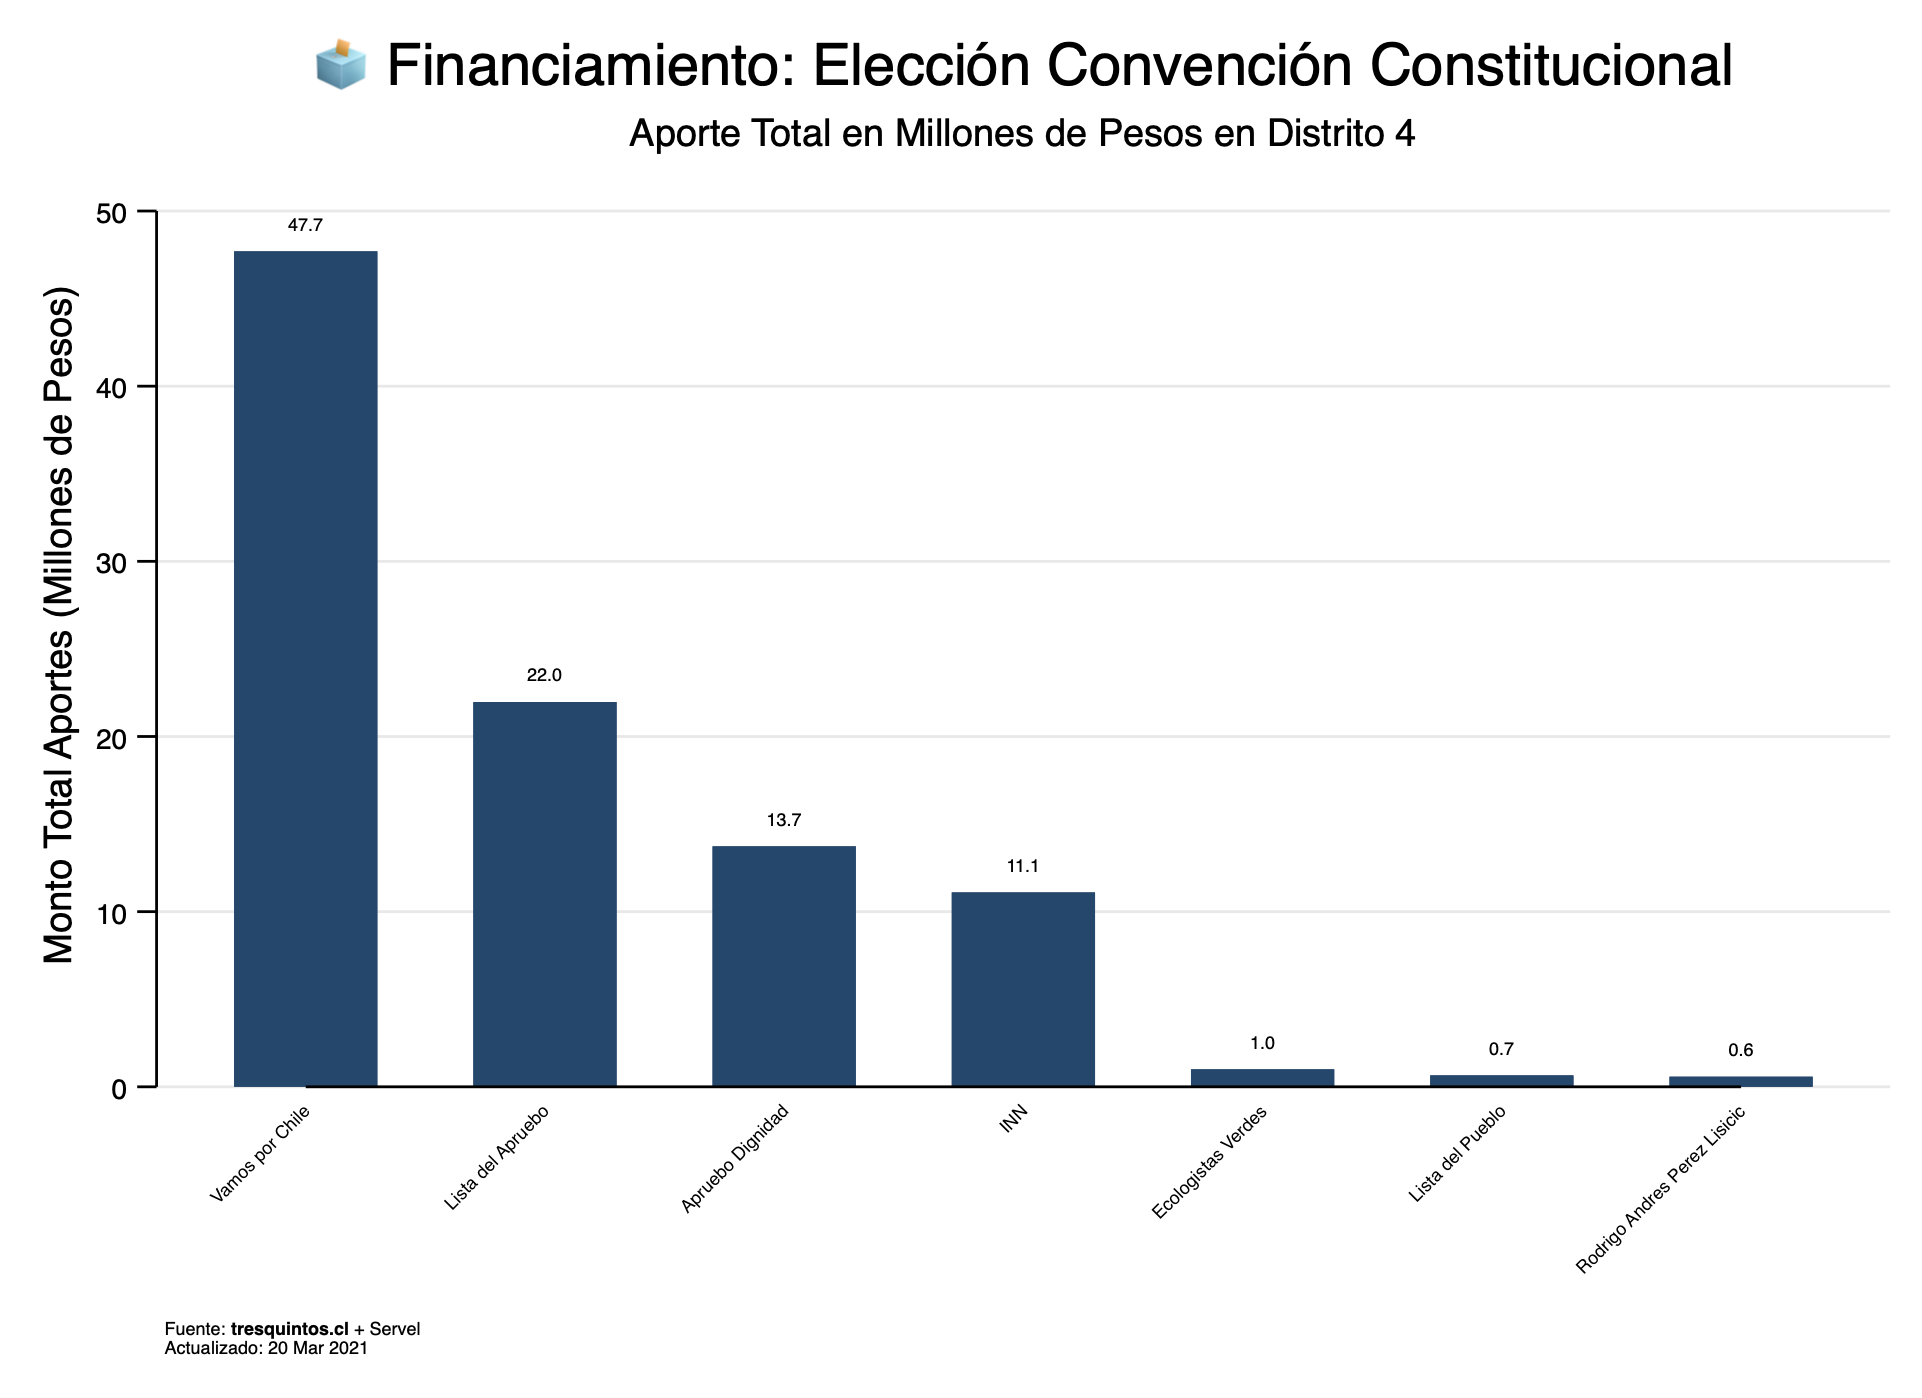 Financiamiento: Elección Convención Constitucional
Aporte Total en Millones de Pesos en Distrito 4
Monto Total Aportes (Millones de Pesos)
50
40
30
20
10
0
47.7
22.0
13.7
11.1
1.0
0.7
0.6
Vamos por Chile
Lista del Apruebo
Apruebo Dignidad
INN
Ecologistas Verdes
Lista del Pueblo
Rodrigo Andres Perez Lisicic
Fuente: tresquintos.cl + Servel
Actualizado: 20 Mar 2021